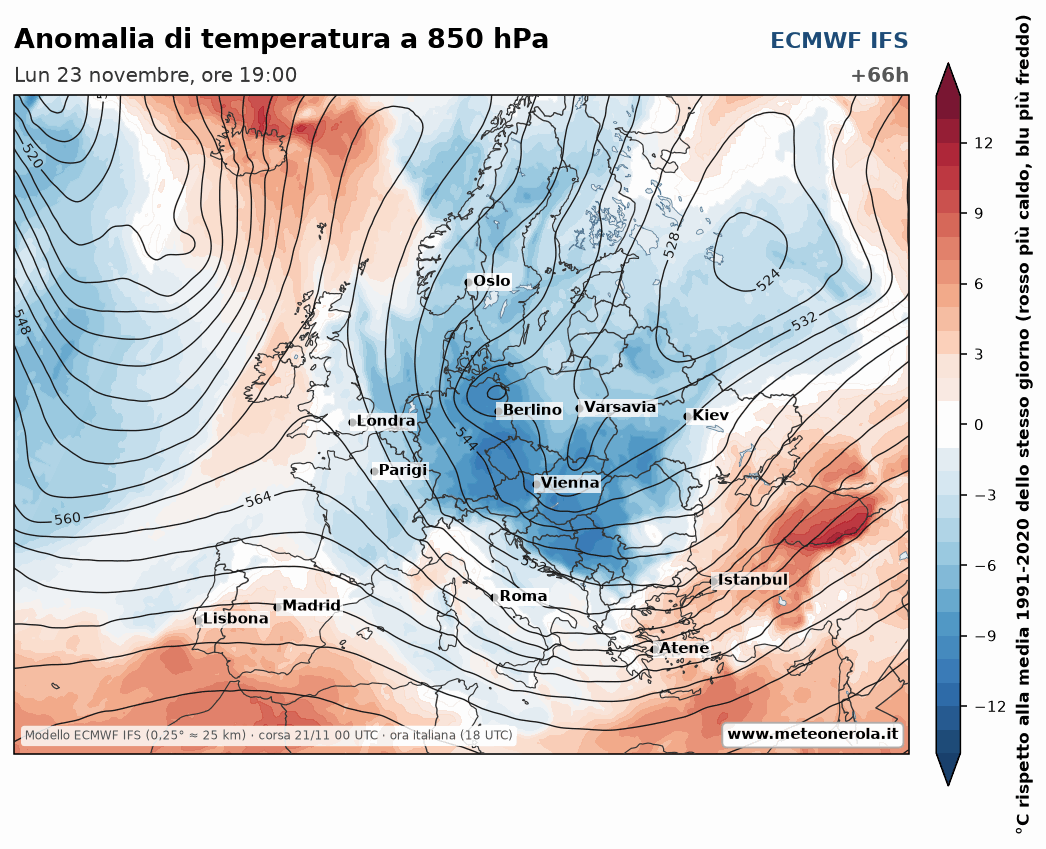 Anomalia di temperatura a 850 hPa
ECMWF IFS
Lun 23 novembre, ore 19:00
+66h
520
528
524
532
548
Oslo
Berlino
Varsavia
Kiev
Londra
544
Parigi
Vienna
564
560
552
Istanbul
Roma
Madrid
Lisbona
Atene
Modello ECMWF IFS (0,25° ≈ 25 km) · corsa 21/11 00 UTC · ora italiana (18 UTC)
www.meteonerola.it
12
9
6
3
0
−3
−6
−9
−12
°C rispetto alla media 1991-2020 dello stesso giorno (rosso più caldo, blu più freddo)